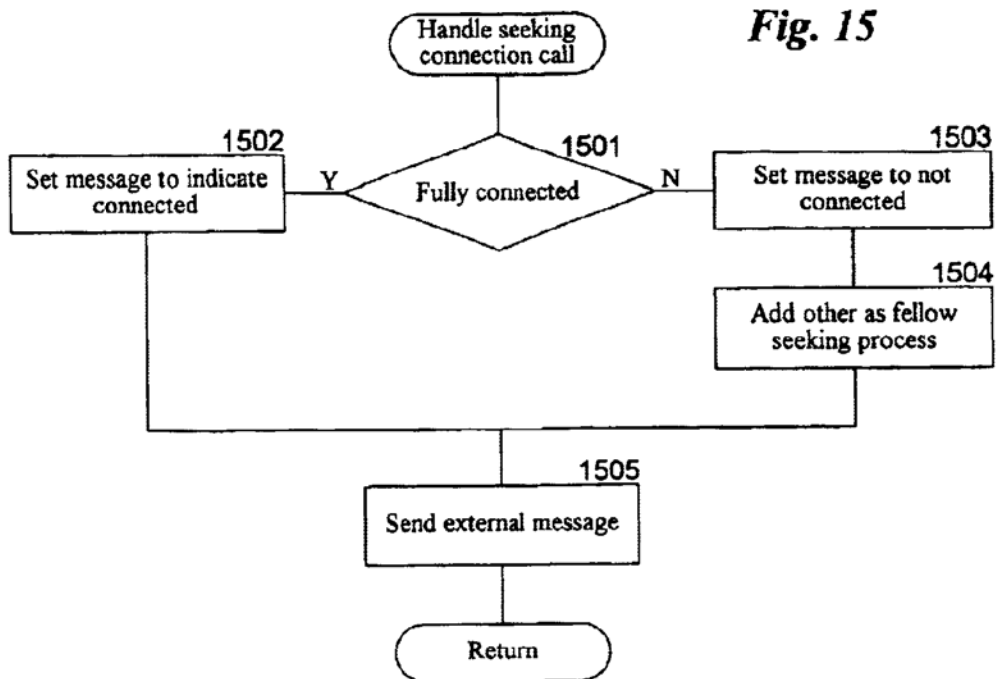 Fig. 15
Handle seeking
connection call
1501
Fully connected
Y
N
1502
Set message to indicate
connected
1503
Set message to not
connected
1504
Add other as fellow
seeking process
1505
Send external message
Return